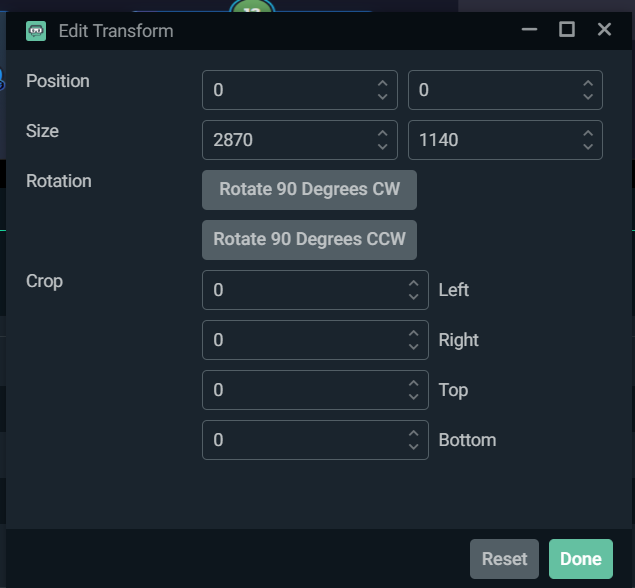 Edit Transform
Position 0 0
Size 2870 1140
Rotation Rotate 90 Degrees CW
Rotate 90 Degrees CCW
Crop 0 Left
0 Right
0 Top
0 Bottom
Reset Done